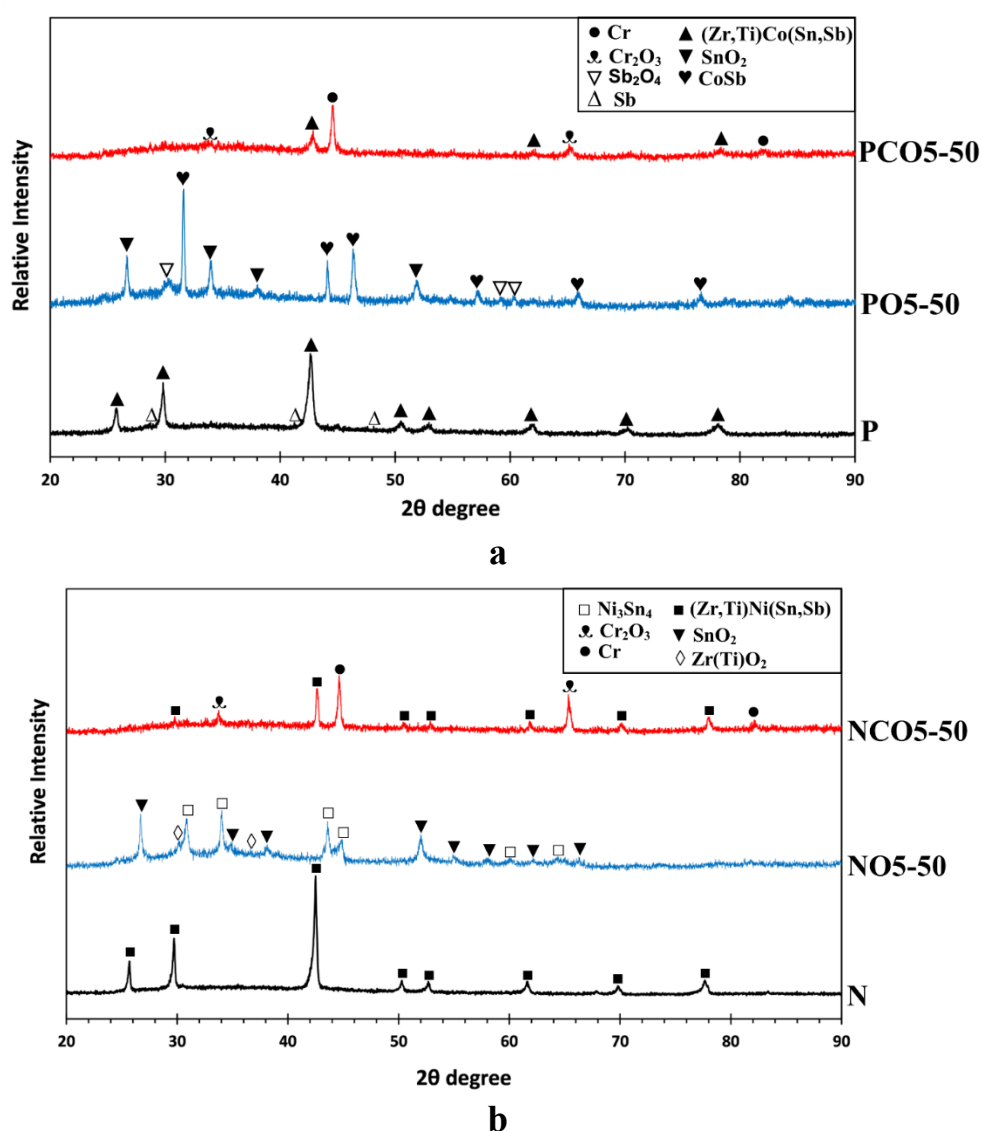 ● Cr ▲ (Zr,Ti)Co(Sn,Sb)
Cr₂O₃ ▼ SnO₂
▽ Sb₂O₄ ♥ CoSb
△ Sb
PCO5-50
PO5-50
P
Relative Intensity
20 30 40 50 60 70 80 90
2θ degree
a
□ Ni₃Sn₄ ■ (Zr,Ti)Ni(Sn,Sb)
Cr₂O₃ ▼ SnO₂
● Cr ◊ Zr(Ti)O₂
NCO5-50
NO5-50
N
Relative Intensity
20 30 40 50 60 70 80 90
2θ degree
b